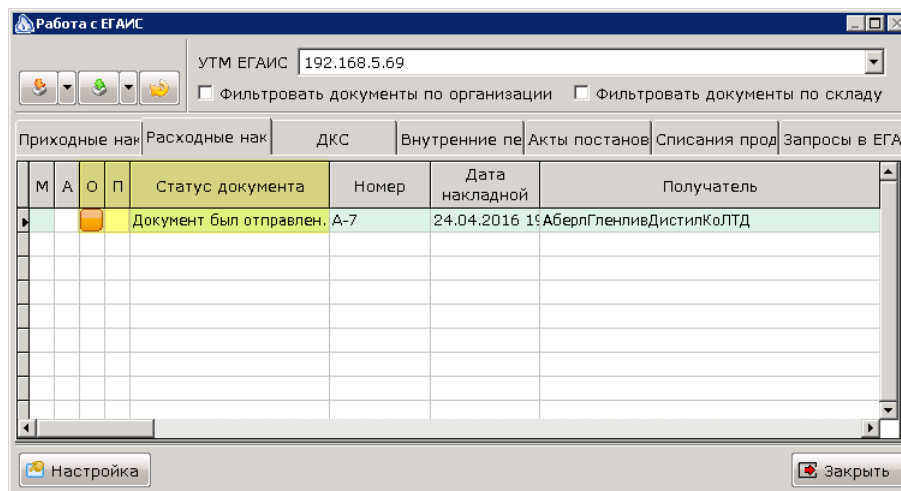 Работа с ЕГАИС
УТМ ЕГАИС 192.168.5.69
Фильтровать документы по организации Фильтровать документы по складу
Приходные нак Расходные нак ДКС Внутренние пе Акты постанов Списания прод Запросы в ЕГА
М А О П Статус документа Номер Дата накладной Получатель
Документ был отправлен. А-7 24.04.2016 19 АберлГленливДистилКоЛТД
Настройка Закрыть